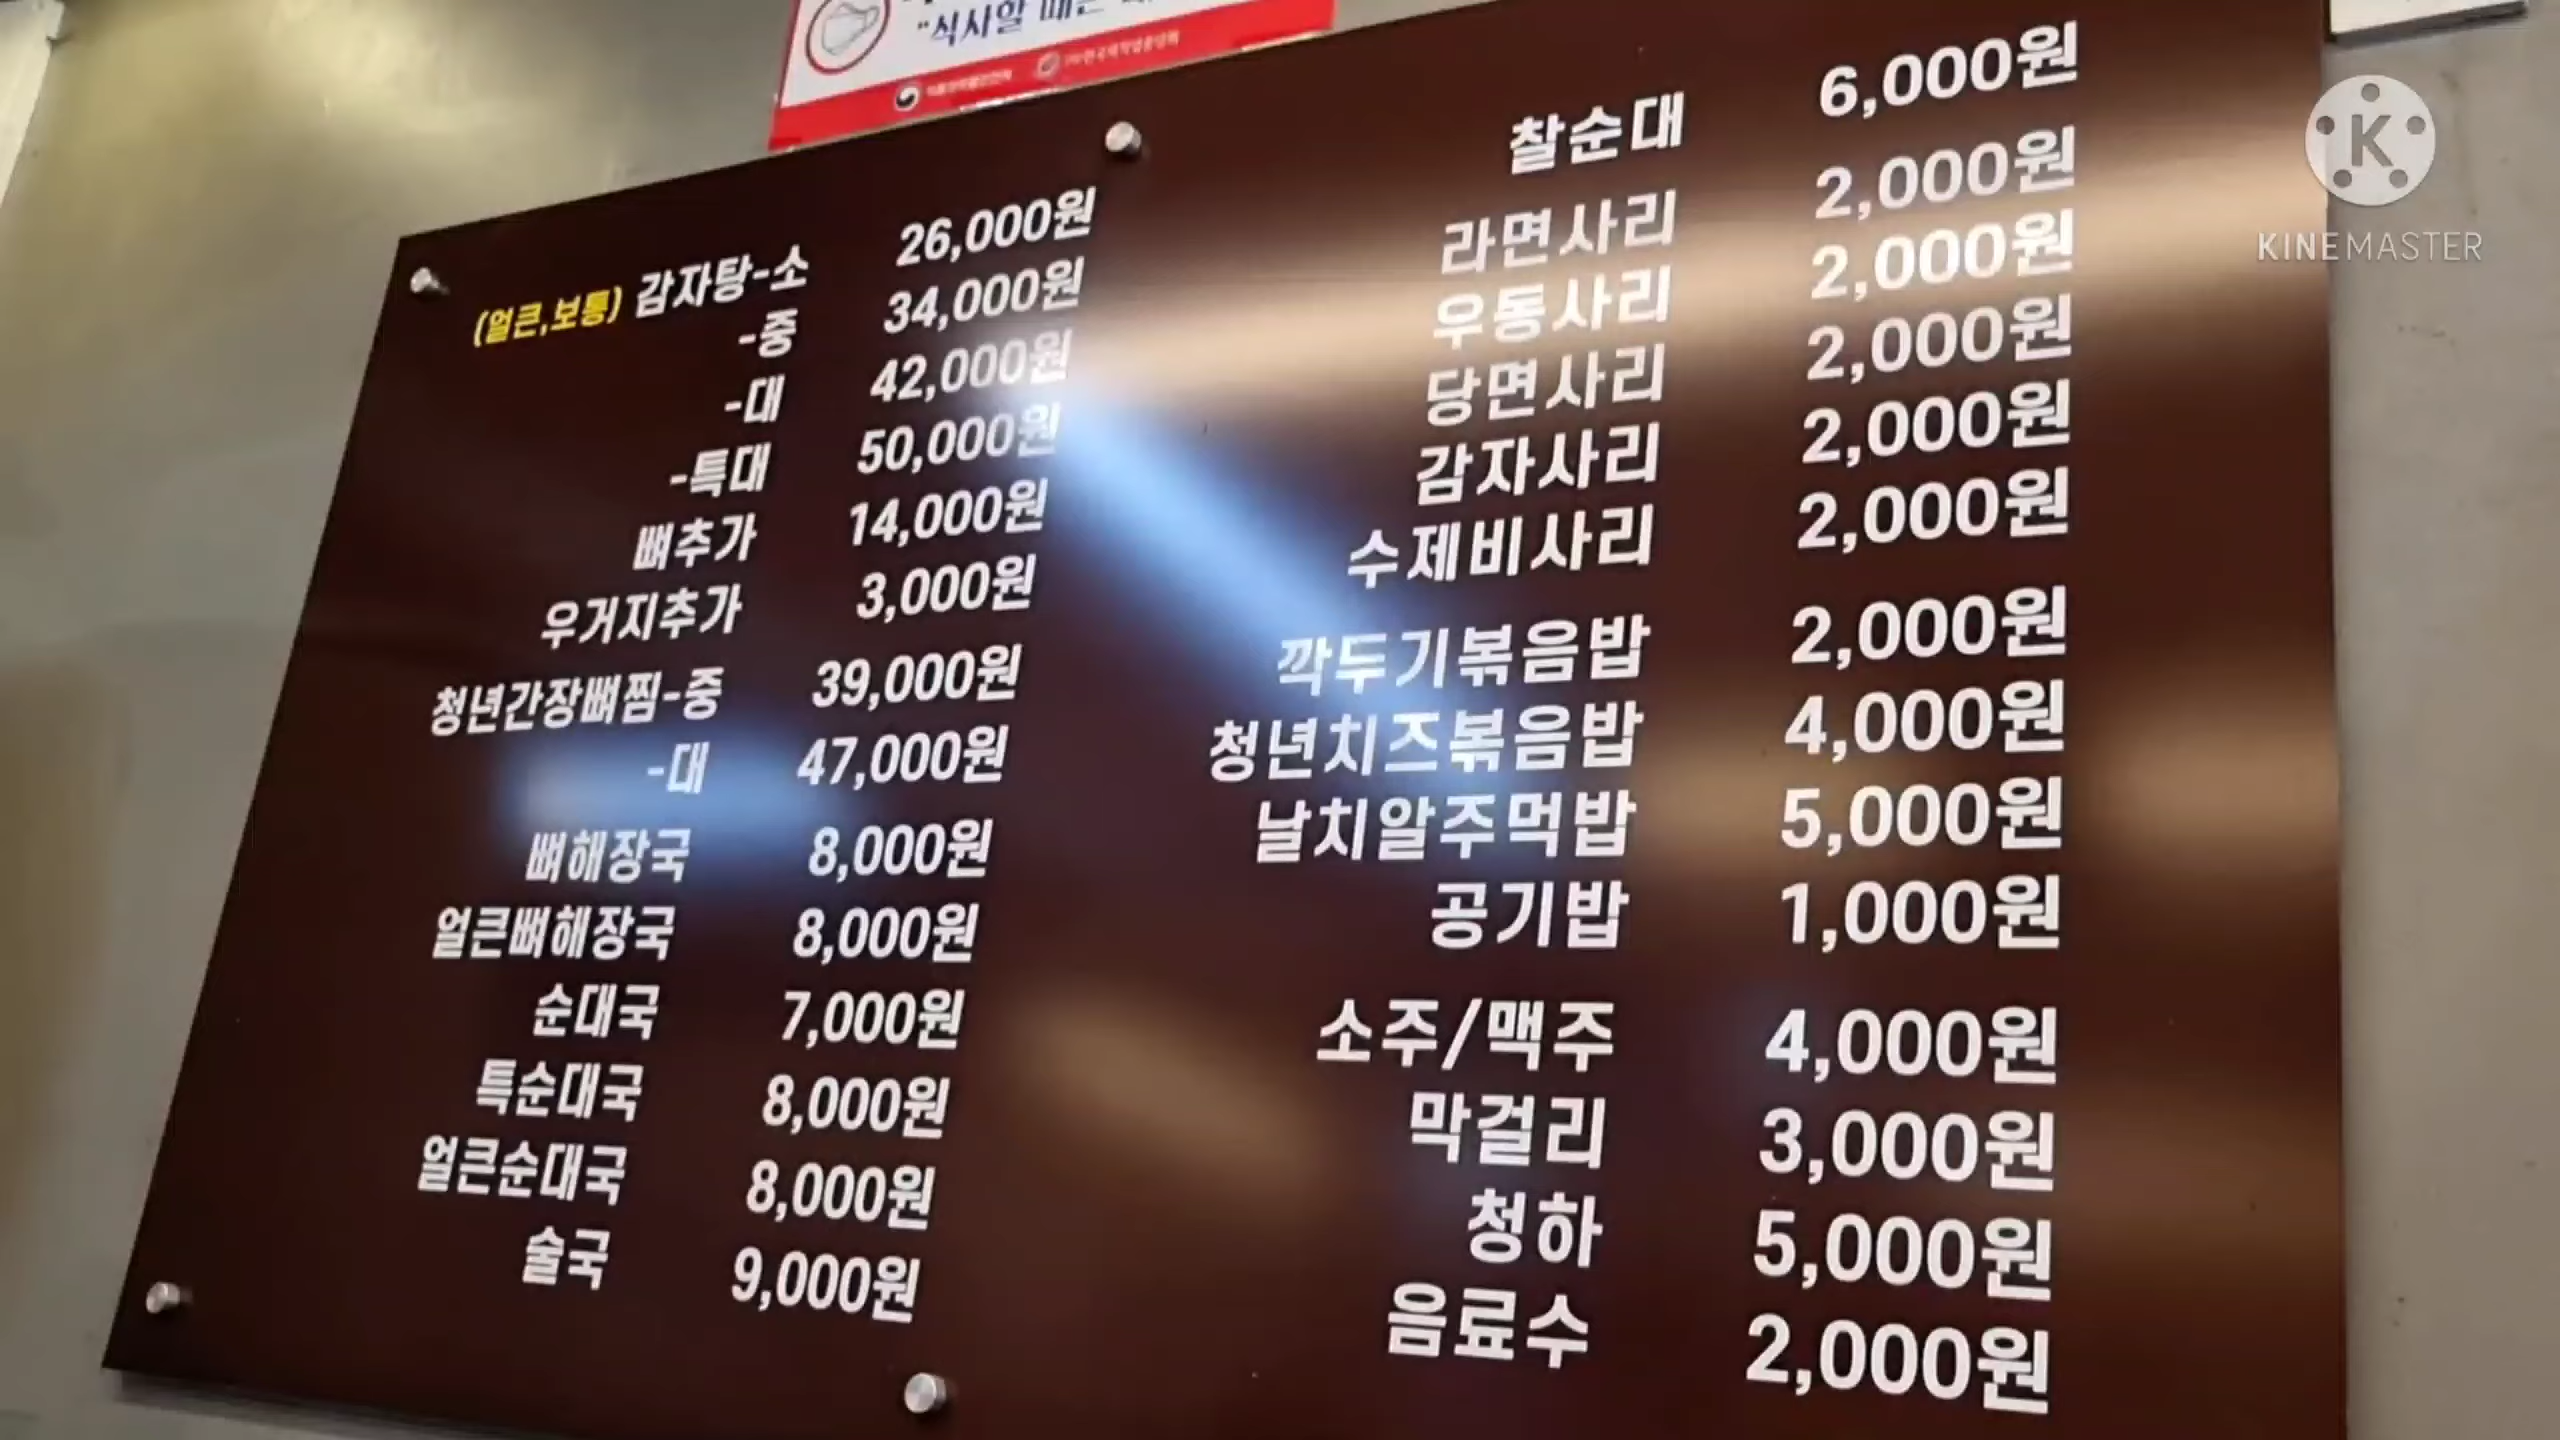 "식사할 때는
(얼큰,보통) 감자탕-소 26,000원
-중 34,000원
-대 42,000원
-특대 50,000원
뼈추가 14,000원
우거지추가 3,000원
청년간장뼈찜-중 39,000원
-대 47,000원
뼈해장국 8,000원
얼큰뼈해장국 8,000원
순대국 7,000원
특순대국 8,000원
얼큰순대국 8,000원
술국 9,000원
찰순대 6,000원
라면사리 2,000원
우동사리 2,000원
당면사리 2,000원
감자사리 2,000원
수제비사리 2,000원
깍두기볶음밥 2,000원
청년치즈볶음밥 4,000원
날치알주먹밥 5,000원
공기밥 1,000원
소주/맥주 4,000원
막걸리 3,000원
청하 5,000원
음료수 2,000원
K
KINEMASTER